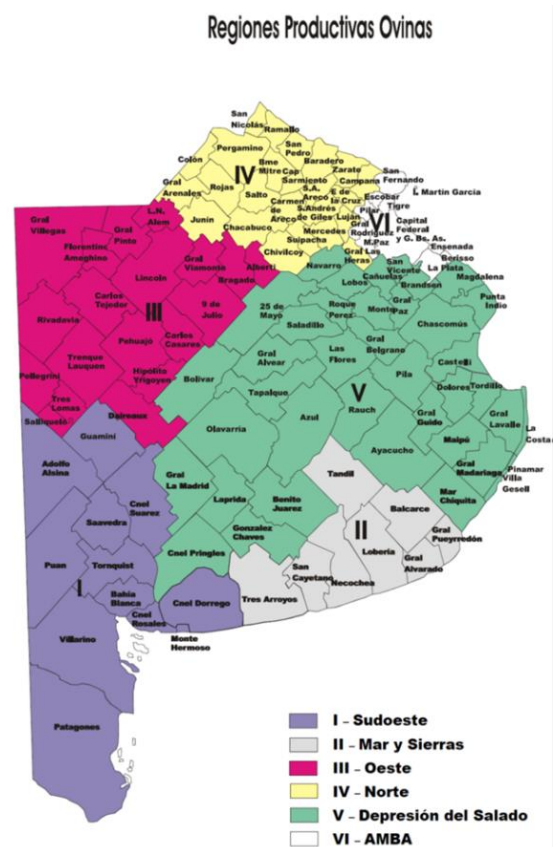 Regiones Productivas Ovinas
San
Nicolás
Ramallo
San
Pedro
Pergamino
Colón
Bme
Mitre
Baradero
Zarate
Cap
Sarmiento
Campana
San
Fernando
Gral
Arenales
Rojas
IV
Salto
S.A.
Areco
E de
la Cruz
Escobar
Tigre
I. Martin García
Carmen
de
Areco
S.Andrés
de Giles
Luján
Pilar
VI
Capital
Federal
y G. Bs. As.
Junín
Chacabuco
Mercedes
Gral
Rodríguez
M.Paz
Suipacha
Chivilcoy
Gral Las
Heras
Ensenada
Berisso
La Plata
Gral
Villegas
L.N.
Alem
Gral
Pinto
Florentino
Ameghino
Lincoln
Gral
Viamonte
Alberti
Bragado
Navarro
San
Vicente
Cañuelas
Brandsen
Magdalena
Lobos
Carlos
Tejedor
III
9 de
Julio
25 de
Mayo
Roque
Perez
Monte
Gral
Paz
Punta
Indio
Rivadavia
Pehuajó
Carlos
Casares
Saladillo
Chascomús
Trenque
Lauquen
Las
Flores
Gral
Belgrano
Pellegrini
Hipólito
Yrigoyen
Gral
Alvear
Castelli
Tres
Lomas
Bolivar
Pila
Dolores
Tordillo
Salliqueló
Daireaux
Tapalque
V
Rauch
Gral
Guido
Gral
Lavalle
La
Costa
Guamini
Olavarría
Azul
Maipú
Adolfo
Alsina
Ayacucho
Gral
Madariaga
Pinamar
Villa
Gesell
Gral
La Madrid
Tandil
Mar
Chiquita
Cnel
Suarez
Laprida
Benito
Juarez
Balcarce
Saavedra
Gonzalez
Chaves
II
Gral
Pueyrredón
Puan
Tornquist
Cnel Pringles
Lobería
Gral
Alvarado
I
San
Cayetano
Necochea
Bahía
Blanca
Cnel Dorrego
Tres Arroyos
Cnel
Rosales
Villarino
Monte
Hermoso
Patagones
I – Sudoeste
II – Mar y Sierras
III – Oeste
IV – Norte
V – Depresión del Salado
VI – AMBA